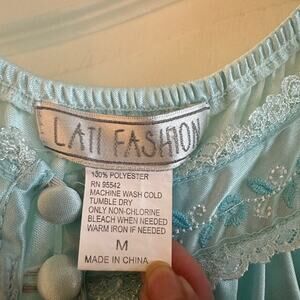 LATI FASHION
100% POLYESTER
RN 95542
MACHINE WASH COLD
TUMBLE DRY
ONLY NON-CHLORINE
BLEACH WHEN NEEDED
WARM IRON IF NEEDED
M
MADE IN CHINA